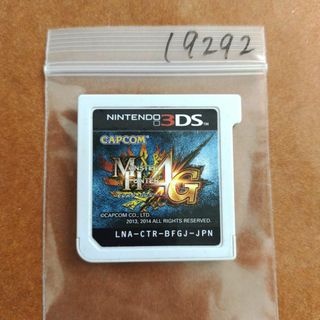 19292
NINTENDO 3DS
CAPCOM
MONSTER
HUNTER
4G
©CAPCOM CO., LTD.
2013, 2014 ALL RIGHTS RESERVED.
LNA-CTR-BFGJ-JPN